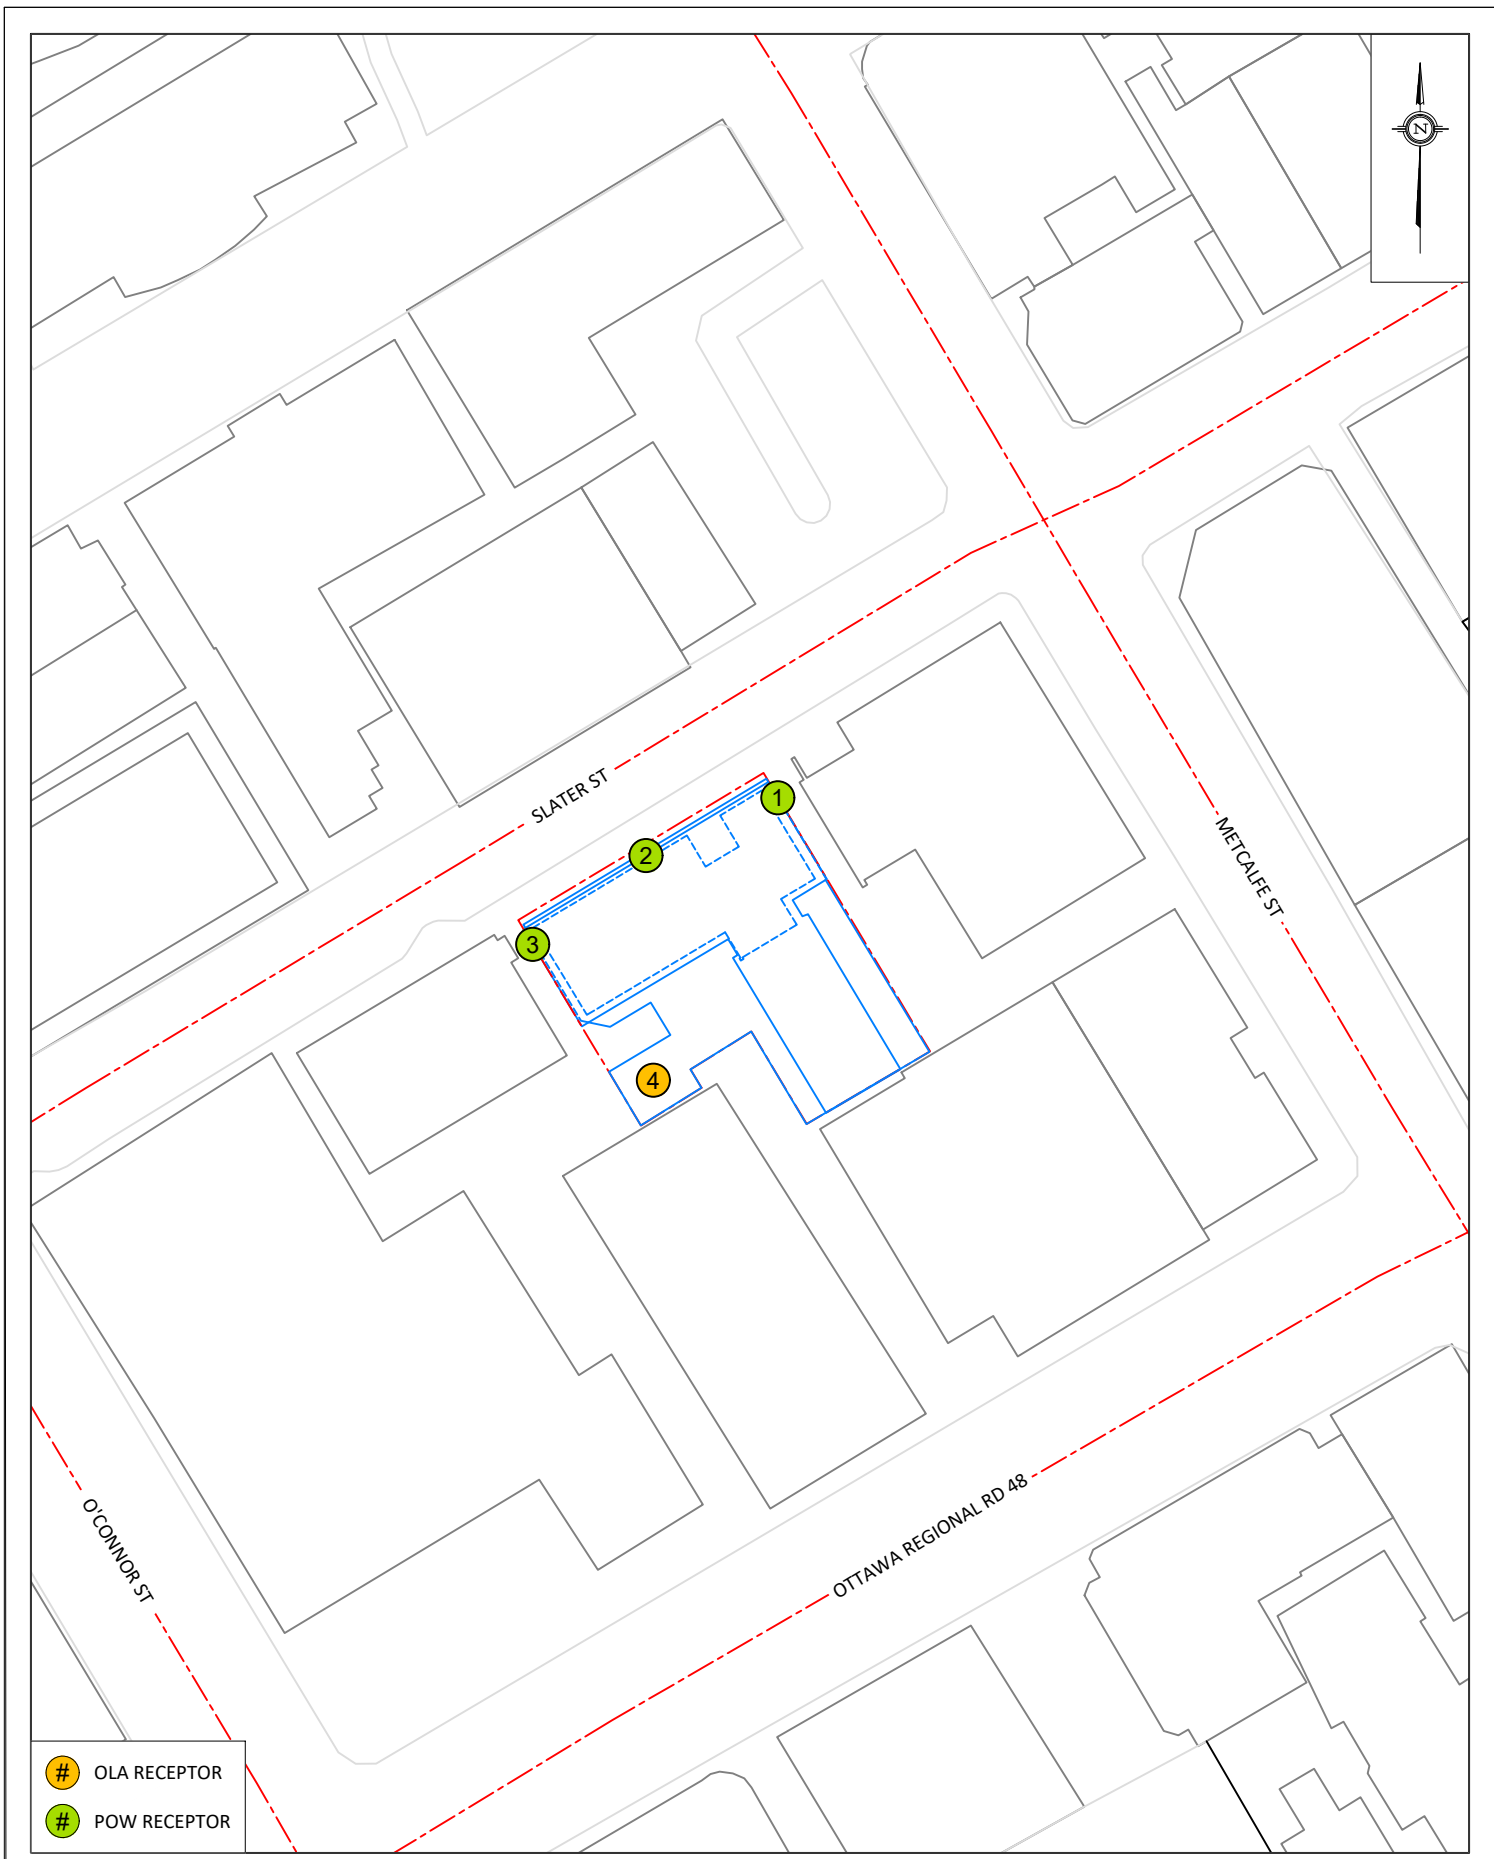 N
SLATER ST
1
2
METCALFE ST
3
4
OTTAWA REGIONAL RD 48
O'CONNOR ST
# OLA RECEPTOR
# POW RECEPTOR